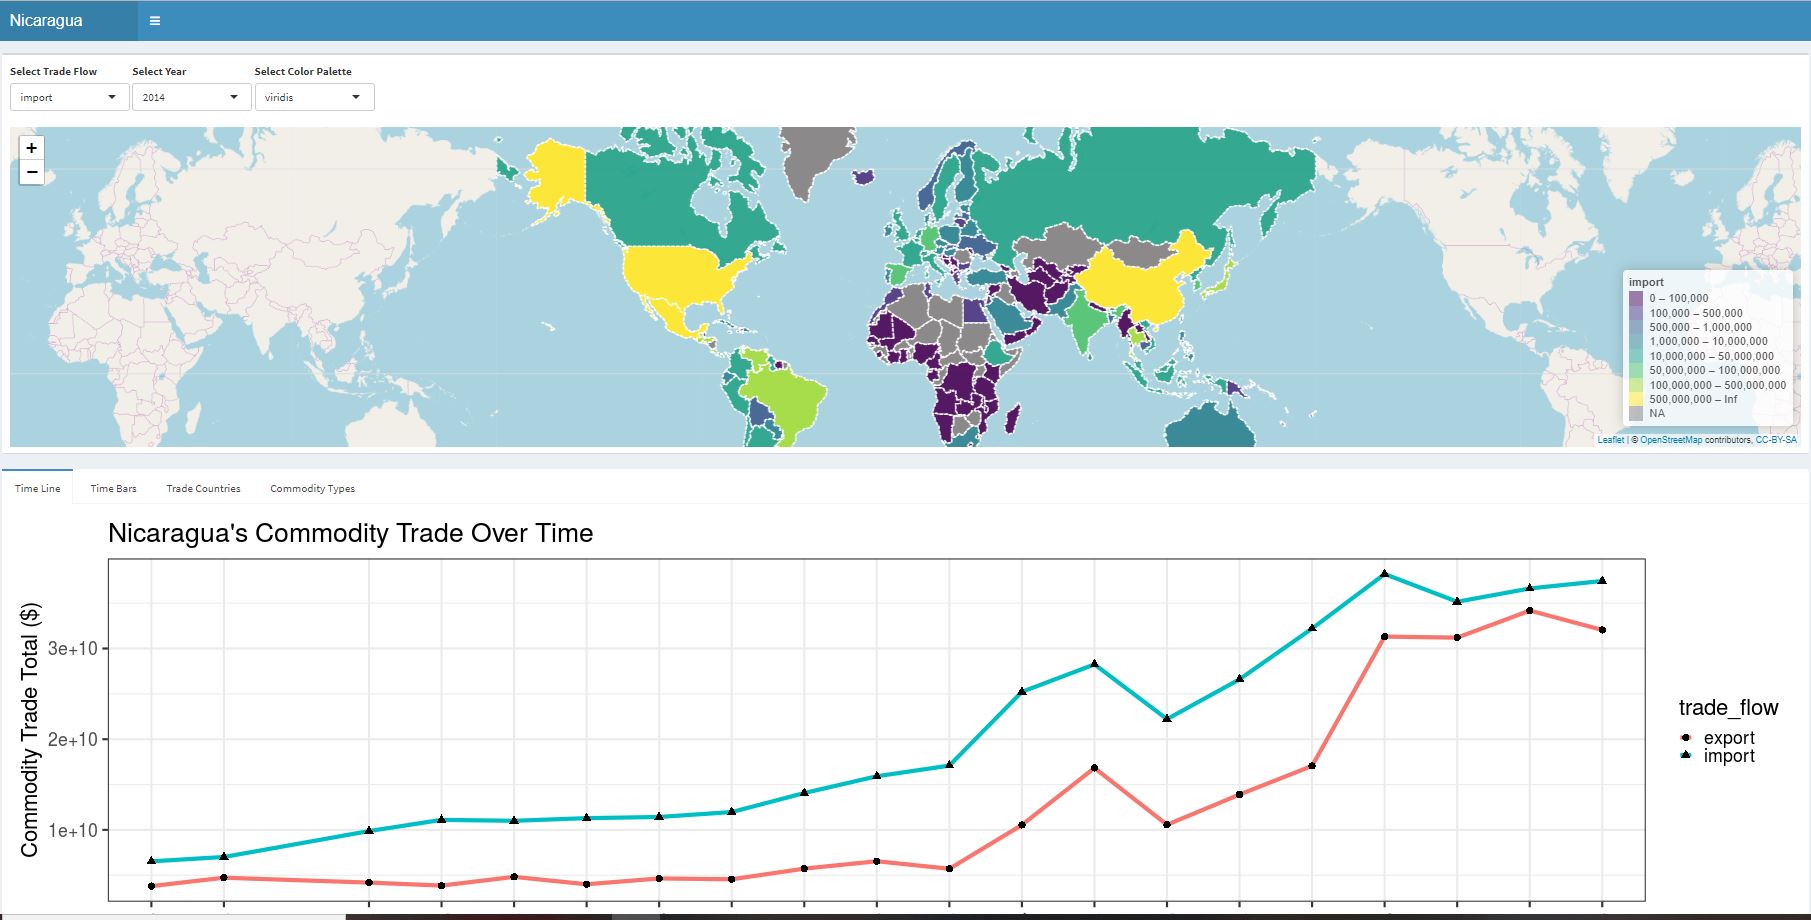 Nicaragua
Select Trade Flow
Select Year
Select Color Palette
import
2014
viridis
+
−
import
0 – 100,000
100,000 – 500,000
500,000 – 1,000,000
1,000,000 – 10,000,000
10,000,000 – 50,000,000
50,000,000 – 100,000,000
100,000,000 – 500,000,000
500,000,000 – Inf
NA
Leaflet | © OpenStreetMap contributors, CC-BY-SA
Time Line
Time Bars
Trade Countries
Commodity Types
Nicaragua's Commodity Trade Over Time
Commodity Trade Total ($)
3e+10
2e+10
1e+10
trade_flow
export
import